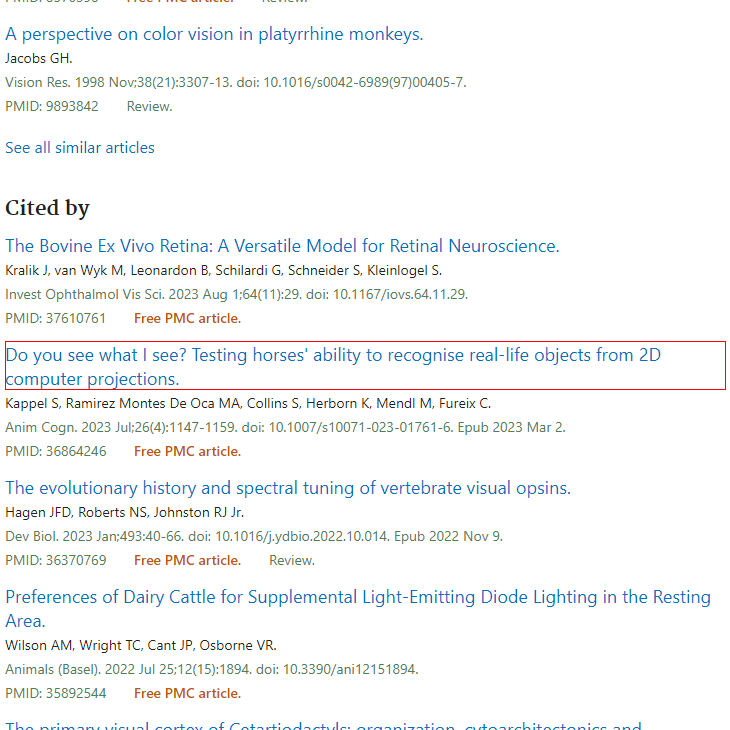 A perspective on color vision in platyrrhine monkeys.
Jacobs GH.
Vision Res. 1998 Nov;38(21):3307-13. doi: 10.1016/s0042-6989(97)00405-7.
PMID: 9893842 Review.
See all similar articles
Cited by
The Bovine Ex Vivo Retina: A Versatile Model for Retinal Neuroscience.
Kralik J, van Wyk M, Leonardon B, Schilardi G, Schneider S, Kleinlogel S.
Invest Ophthalmol Vis Sci. 2023 Aug 1;64(11):29. doi: 10.1167/iovs.64.11.29.
PMID: 37610761 Free PMC article.
Do you see what I see? Testing horses' ability to recognise real-life objects from 2D
computer projections.
Kappel S, Ramirez Montes De Oca MA, Collins S, Herborn K, Mendl M, Fureix C.
Anim Cogn. 2023 Jul;26(4):1147-1159. doi: 10.1007/s10071-023-01761-6. Epub 2023 Mar 2.
PMID: 36864246 Free PMC article.
The evolutionary history and spectral tuning of vertebrate visual opsins.
Hagen JFD, Roberts NS, Johnston RJ Jr.
Dev Biol. 2023 Jan;493:40-66. doi: 10.1016/j.ydbio.2022.10.014. Epub 2022 Nov 9.
PMID: 36370769 Free PMC article. Review.
Preferences of Dairy Cattle for Supplemental Light-Emitting Diode Lighting in the Resting
Area.
Wilson AM, Wright TC, Cant JP, Osborne VR.
Animals (Basel). 2022 Jul 25;12(15):1894. doi: 10.3390/ani12151894.
PMID: 35892544 Free PMC article.
The primary visual cortex of Cetartiodactyls: organization, cytoarchitectonics and